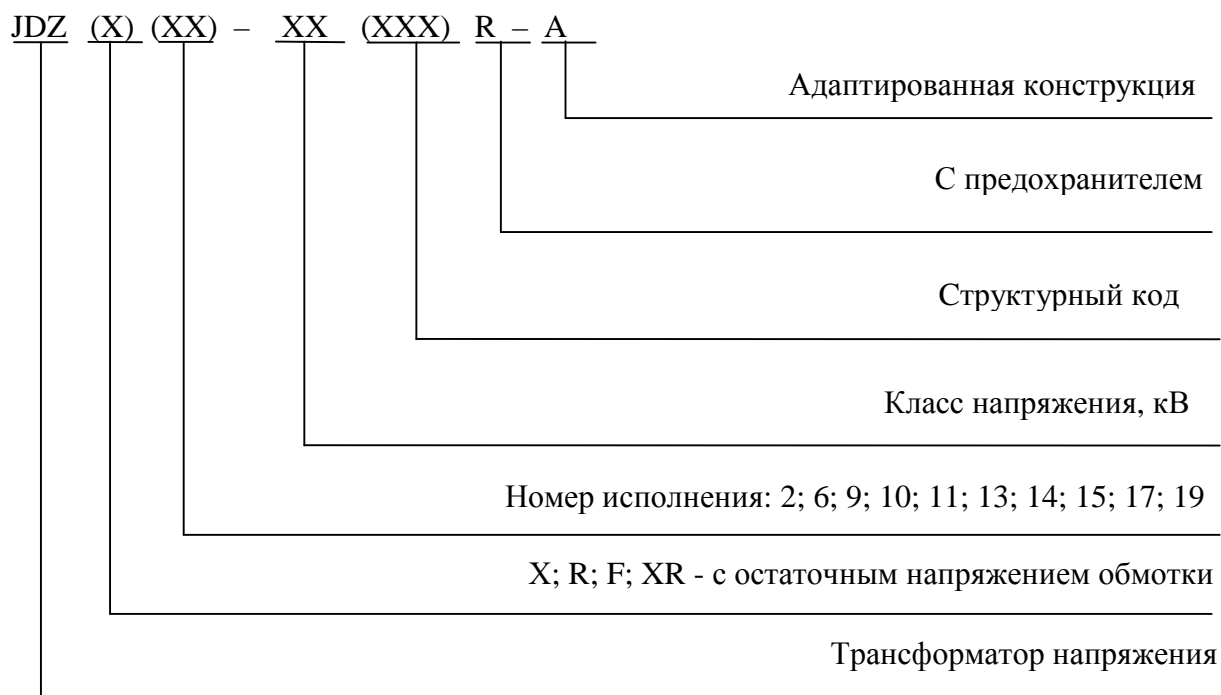 JDZ (X) (XX) – XX (XXX) R – A
Адаптированная конструкция
С предохранителем
Структурный код
Класс напряжения, кВ
Номер исполнения: 2; 6; 9; 10; 11; 13; 14; 15; 17; 19
X; R; F; XR - с остаточным напряжением обмотки
Трансформатор напряжения